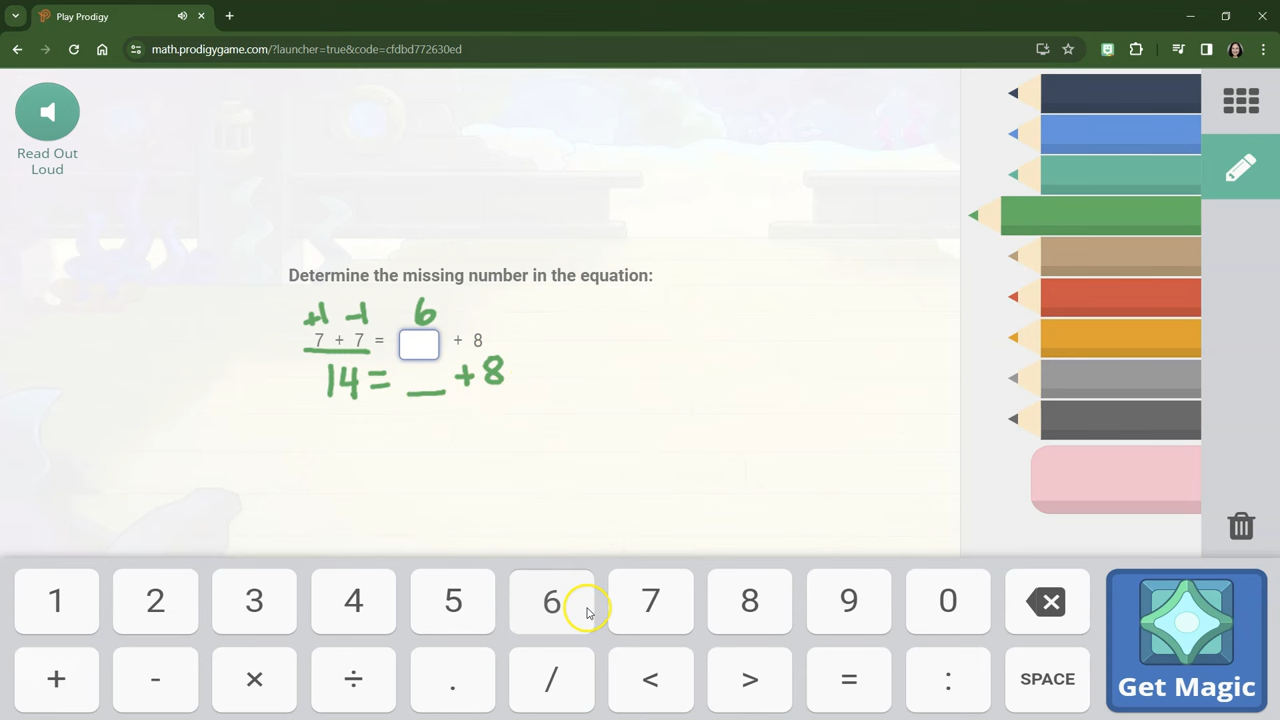 Play Prodigy
math.prodigygame.com/?launcher=true&code=cfdbd772630ed
Read Out
Loud
Determine the missing number in the equation:
+1 -1 6
7 + 7 = + 8
14 = _ + 8
1 2 3 4 5 6 7 8 9 0
+ - × ÷ . / < > = : SPACE
Get Magic